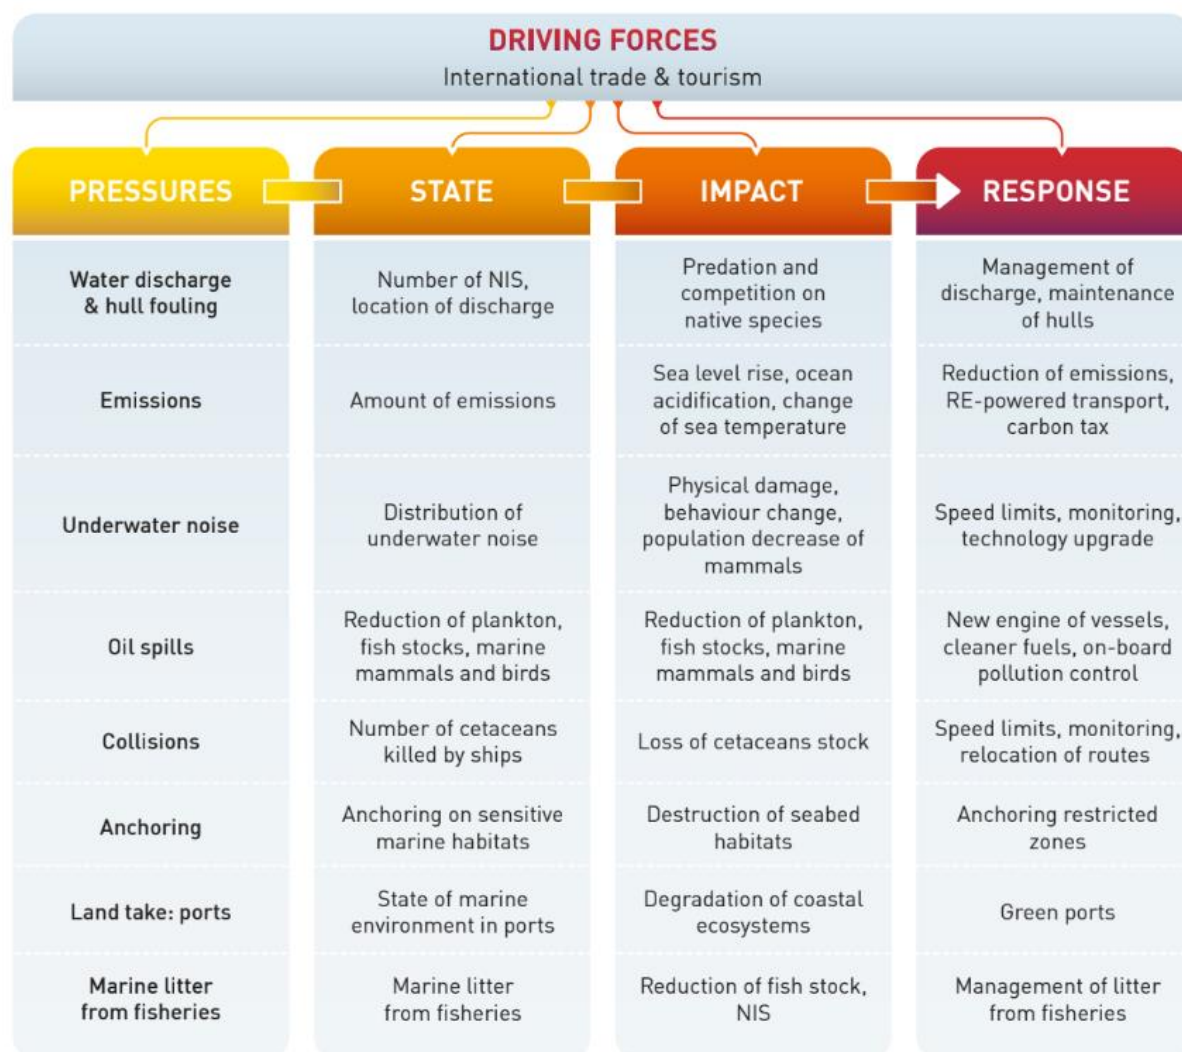 DRIVING FORCES
International trade & tourism
PRESSURES
STATE
IMPACT
RESPONSE
Water discharge
& hull fouling
Number of NIS,
location of discharge
Predation and
competition on
native species
Management of
discharge, maintenance
of hulls
Emissions
Amount of emissions
Sea level rise, ocean
acidification, change
of sea temperature
Reduction of emissions,
RE-powered transport,
carbon tax
Underwater noise
Distribution of
underwater noise
Physical damage,
behaviour change,
population decrease of
mammals
Speed limits, monitoring,
technology upgrade
Oil spills
Reduction of plankton,
fish stocks, marine
mammals and birds
Reduction of plankton,
fish stocks, marine
mammals and birds
New engine of vessels,
cleaner fuels, on-board
pollution control
Collisions
Number of cetaceans
killed by ships
Loss of cetaceans stock
Speed limits, monitoring,
relocation of routes
Anchoring
Anchoring on sensitive
marine habitats
Destruction of seabed
habitats
Anchoring restricted
zones
Land take: ports
State of marine
environment in ports
Degradation of coastal
ecosystems
Green ports
Marine litter
from fisheries
Marine litter
from fisheries
Reduction of fish stock,
NIS
Management of litter
from fisheries